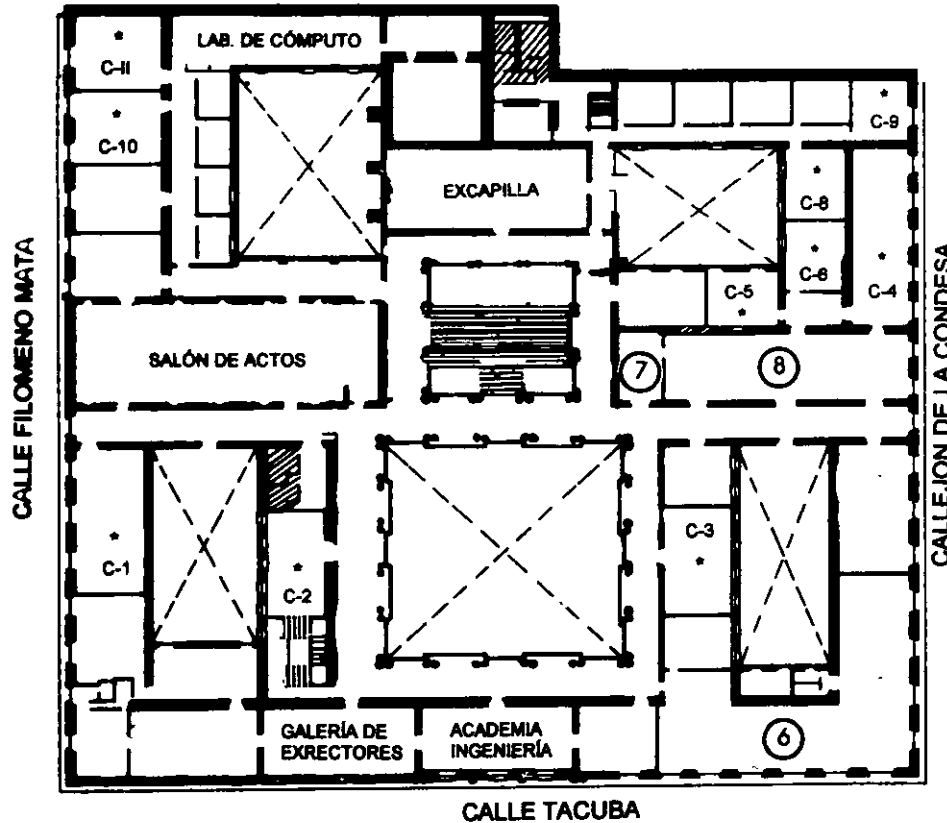 LAB. DE CÓMPUTO
*
C-11
*
C-10
*
C-9
EXCAPILLA
*
C-8
*
C-6
*
C-4
C-5
*
SALÓN DE ACTOS
7
8
CALLE FILOMENO MATA
CALLEJON DE LA CONDESA
*
C-1
*
C-2
C-3
*
GALERÍA DE
EXRECTORES
ACADEMIA
INGENIERÍA
6
CALLE TACUBA